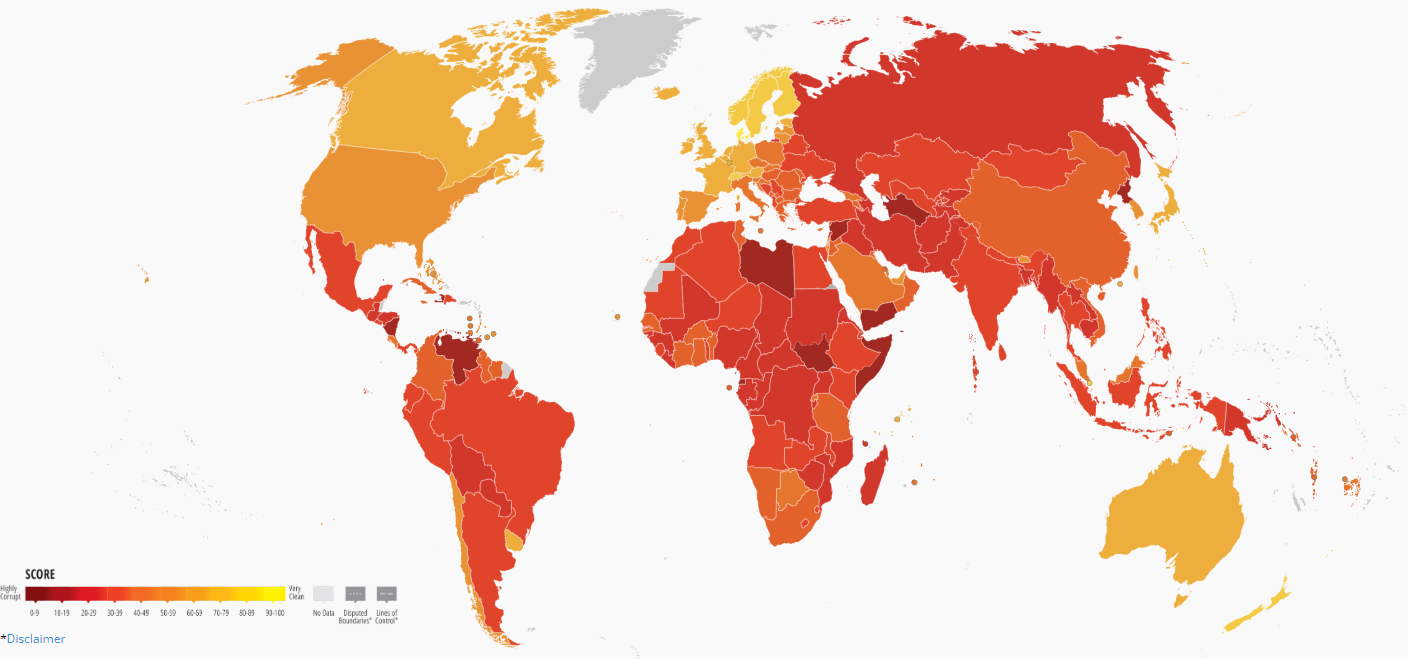 SCORE
Highly Corrupt
Very Clean
0-9 10-19 20-29 30-39 40-49 50-59 60-69 70-79 80-89 90-100
No Data
Disputed Boundaries*
Lines of Control*
*Disclaimer